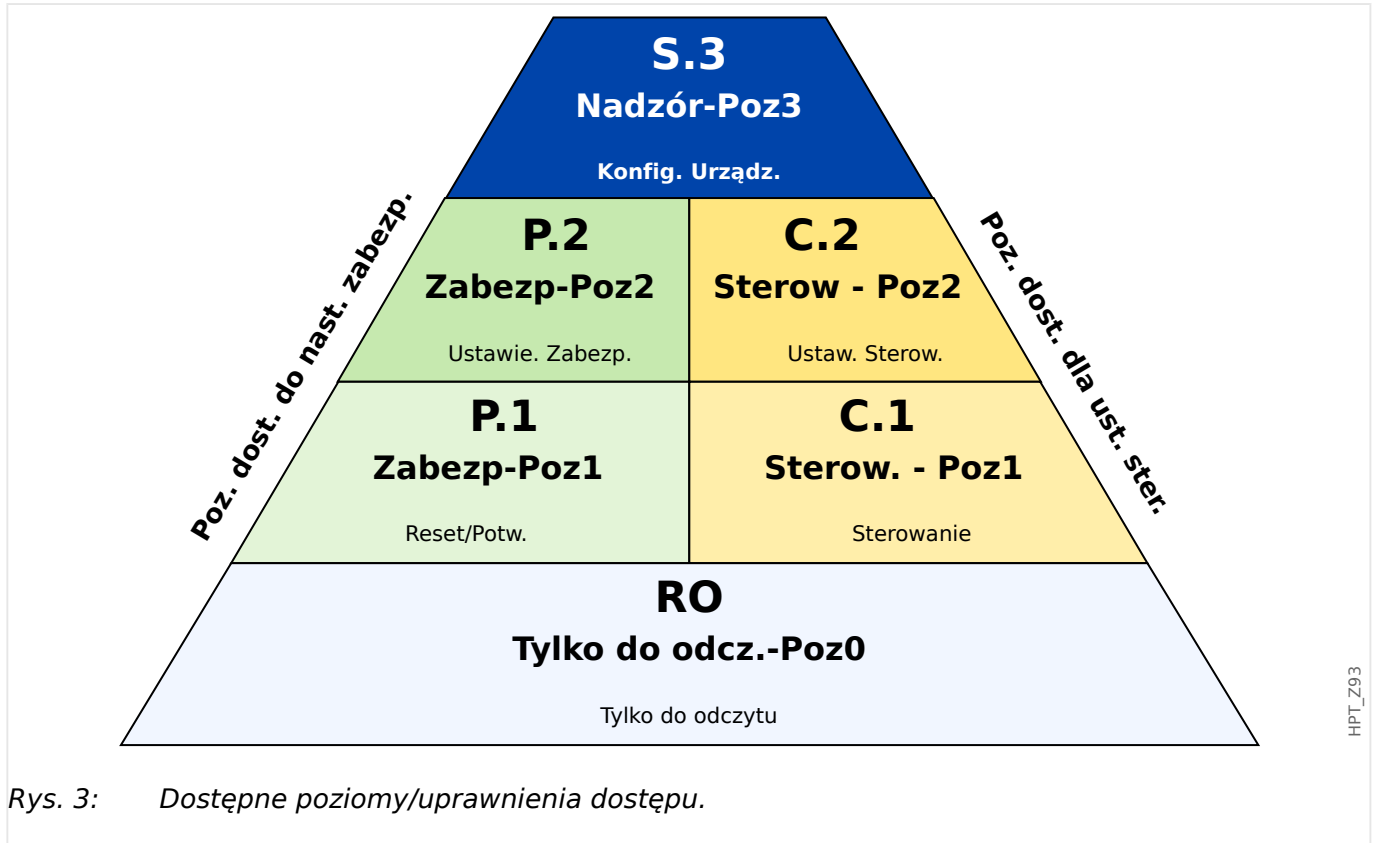 S.3
Nadzór-Poz3
Konfig. Urządz.
Poz. dost. do nast. zabezp.
P.2
Zabezp-Poz2
Ustawie. Zabezp.
C.2
Sterow - Poz2
Ustaw. Sterow.
Poz. dost. dla ust. ster.
P.1
Zabezp-Poz1
Reset/Potw.
C.1
Sterow. - Poz1
Sterowanie
RO
Tylko do odcz.-Poz0
Tylko do odczytu
HPT_Z93
Rys. 3: Dostępne poziomy/uprawnienia dostępu.